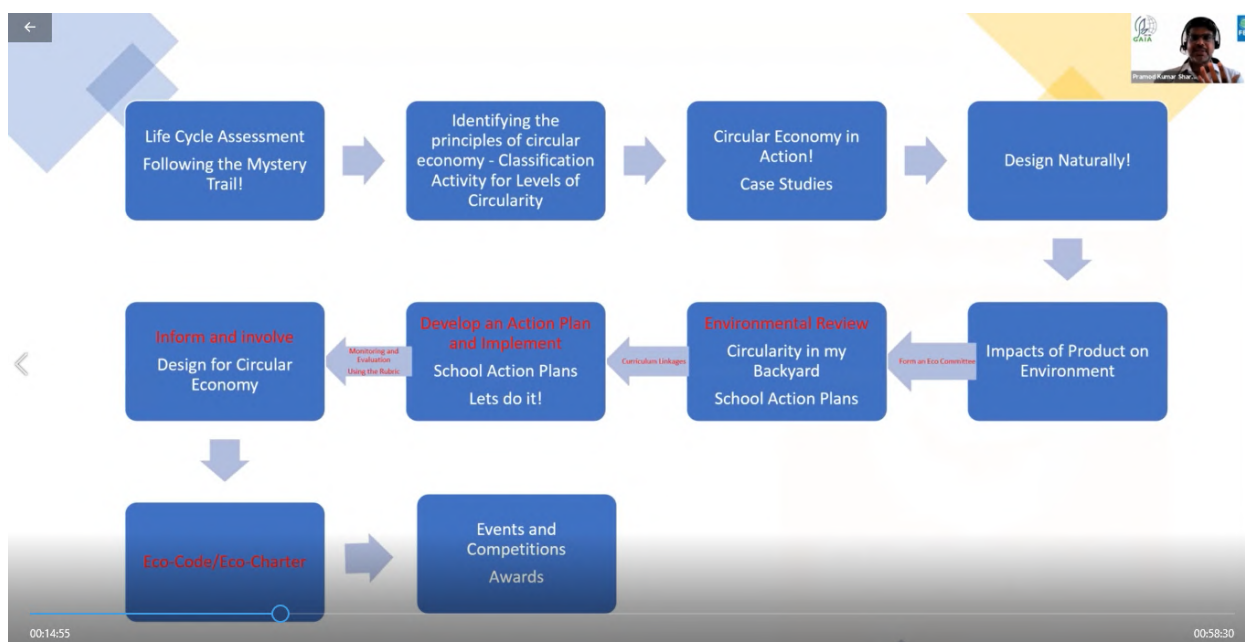 GAIA
Pramod Kumar Shar...
Life Cycle Assessment
Following the Mystery
Trail!
Identifying the
principles of circular
economy - Classification
Activity for Levels of
Circularity
Circular Economy in
Action!
Case Studies
Design Naturally!
Inform and involve
Design for Circular
Economy
Monitoring and
Evaluation
Using the Rubric
Develop an Action Plan
and Implement
School Action Plans
Lets do it!
Curriculum Linkages
Environmental Review
Circularity in my
Backyard
School Action Plans
Form an Eco Committee
Impacts of Product on
Environment
Eco-Code/Eco-Charter
Events and
Competitions
Awards
00:14:55
00:58:30